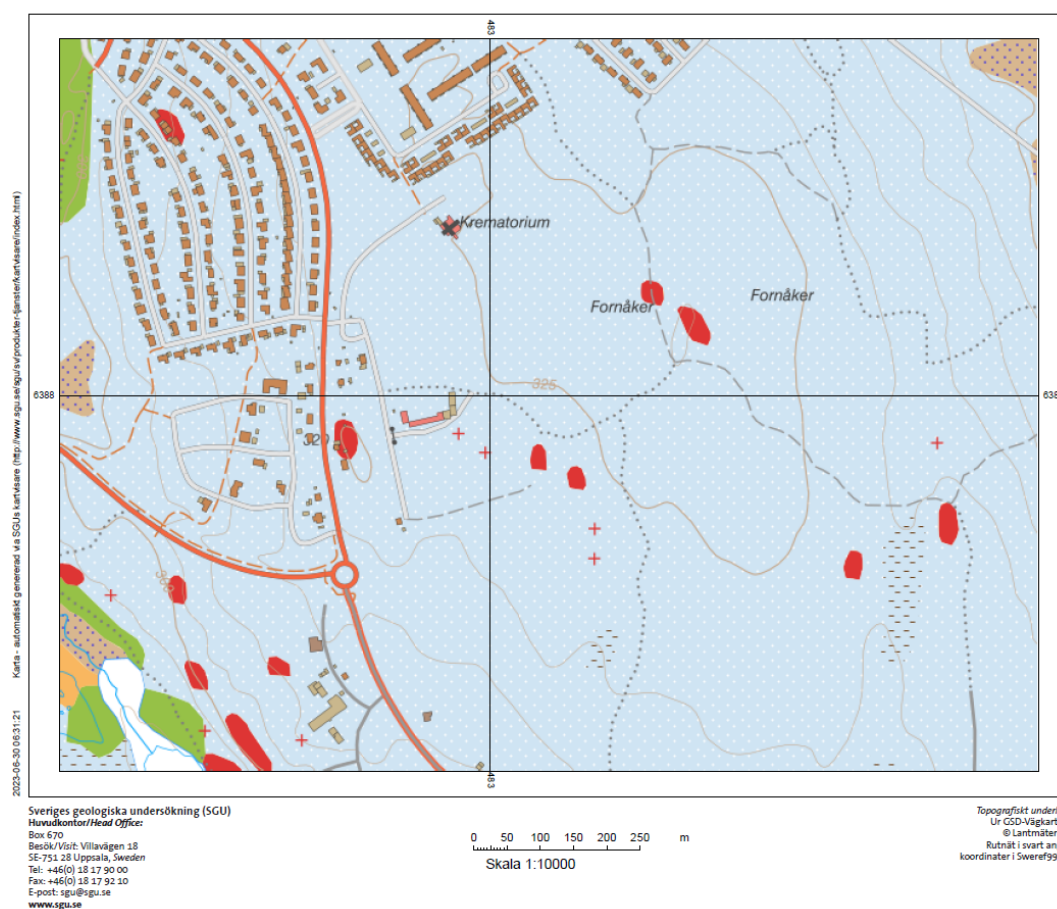 483
Krematorium
Fornåker
Fornåker
325
6388
638
320
300
483
Karta - automatiskt genererad via SGUs kartvisare (http://www.sgu.se/sgu/sv/produkter-tjanster/kartvisare/index.html)
2023-06-30 06:31:21
Sveriges geologiska undersökning (SGU)
Huvudkontor/Head Office:
Box 670
Besök/Visit: Villavägen 18
SE-751 28 Uppsala, Sweden
Tel: +46(0) 18 17 90 00
Fax: +46(0) 18 17 92 10
E-post: sgu@sgu.se
www.sgu.se
0 50 100 150 200 250 m
Skala 1:10000
Topografiskt underl
Ur GSD-Vägkart
© Lantmäter
Rutnät i svart an
koordinater i Sweref99